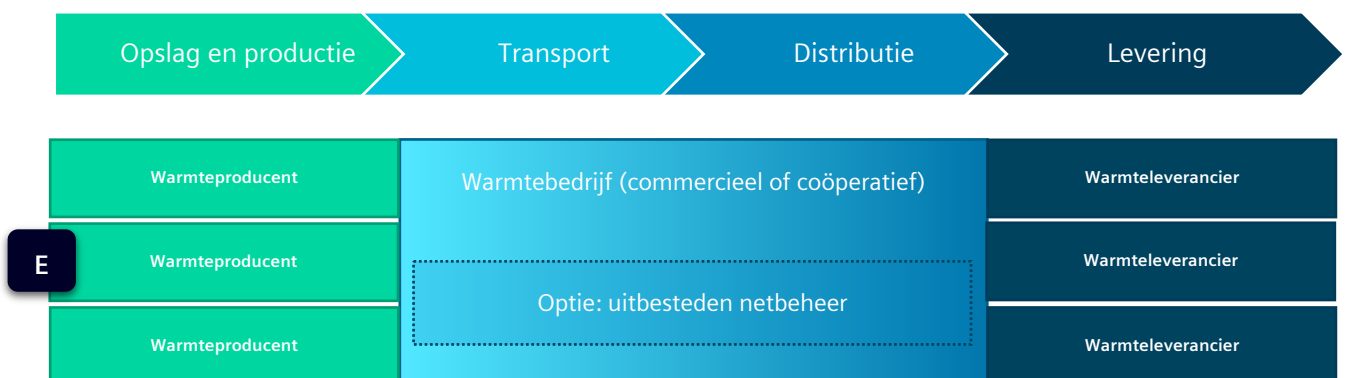 Opslag en productie
Transport
Distributie
Levering
Warmteproducent
Warmtebedrijf (commercieel of coöperatief)
Warmteleverancier
E
Warmteproducent
Warmteleverancier
Optie: uitbesteden netbeheer
Warmteproducent
Warmteleverancier